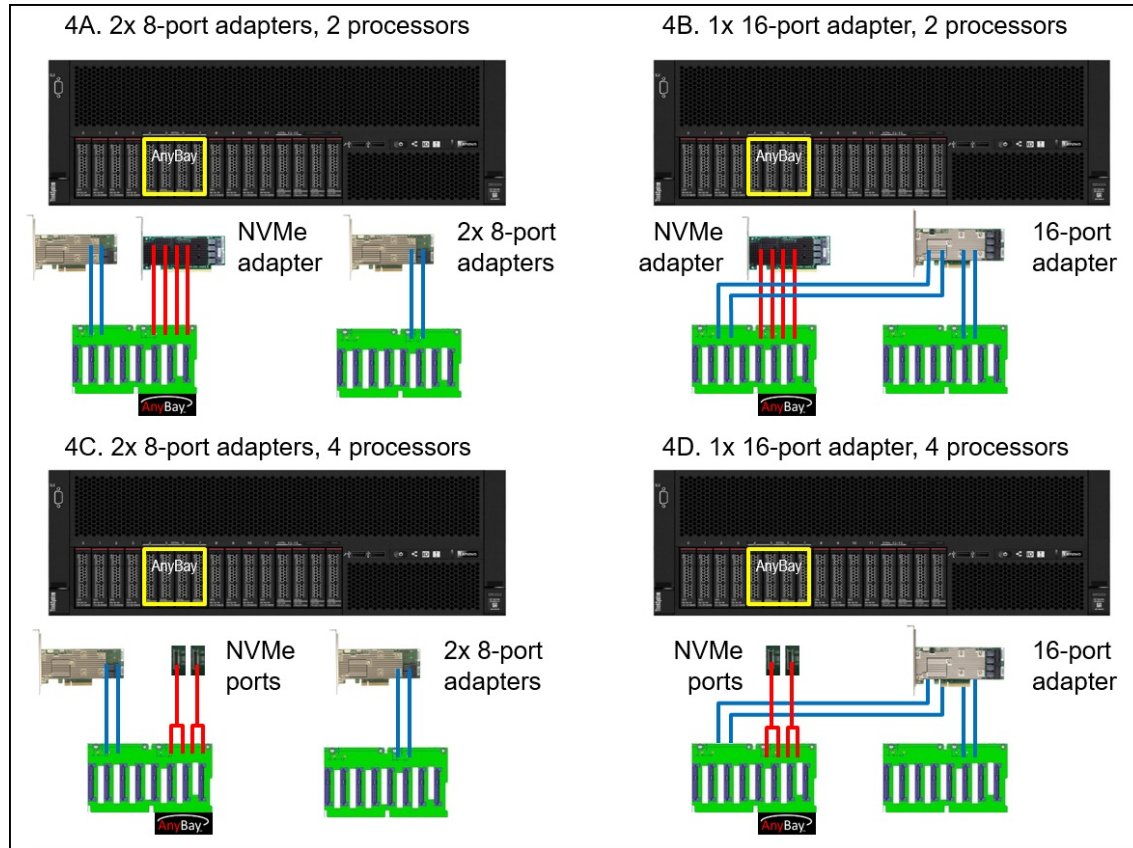 4A. 2x 8-port adapters, 2 processors
AnyBay
NVMe
adapter
2x 8-port
adapters
AnyBay
4B. 1x 16-port adapter, 2 processors
AnyBay
NVMe
adapter
16-port
adapter
AnyBay
4C. 2x 8-port adapters, 4 processors
AnyBay
NVMe
ports
2x 8-port
adapters
AnyBay
4D. 1x 16-port adapter, 4 processors
AnyBay
NVMe
ports
16-port
adapter
AnyBay